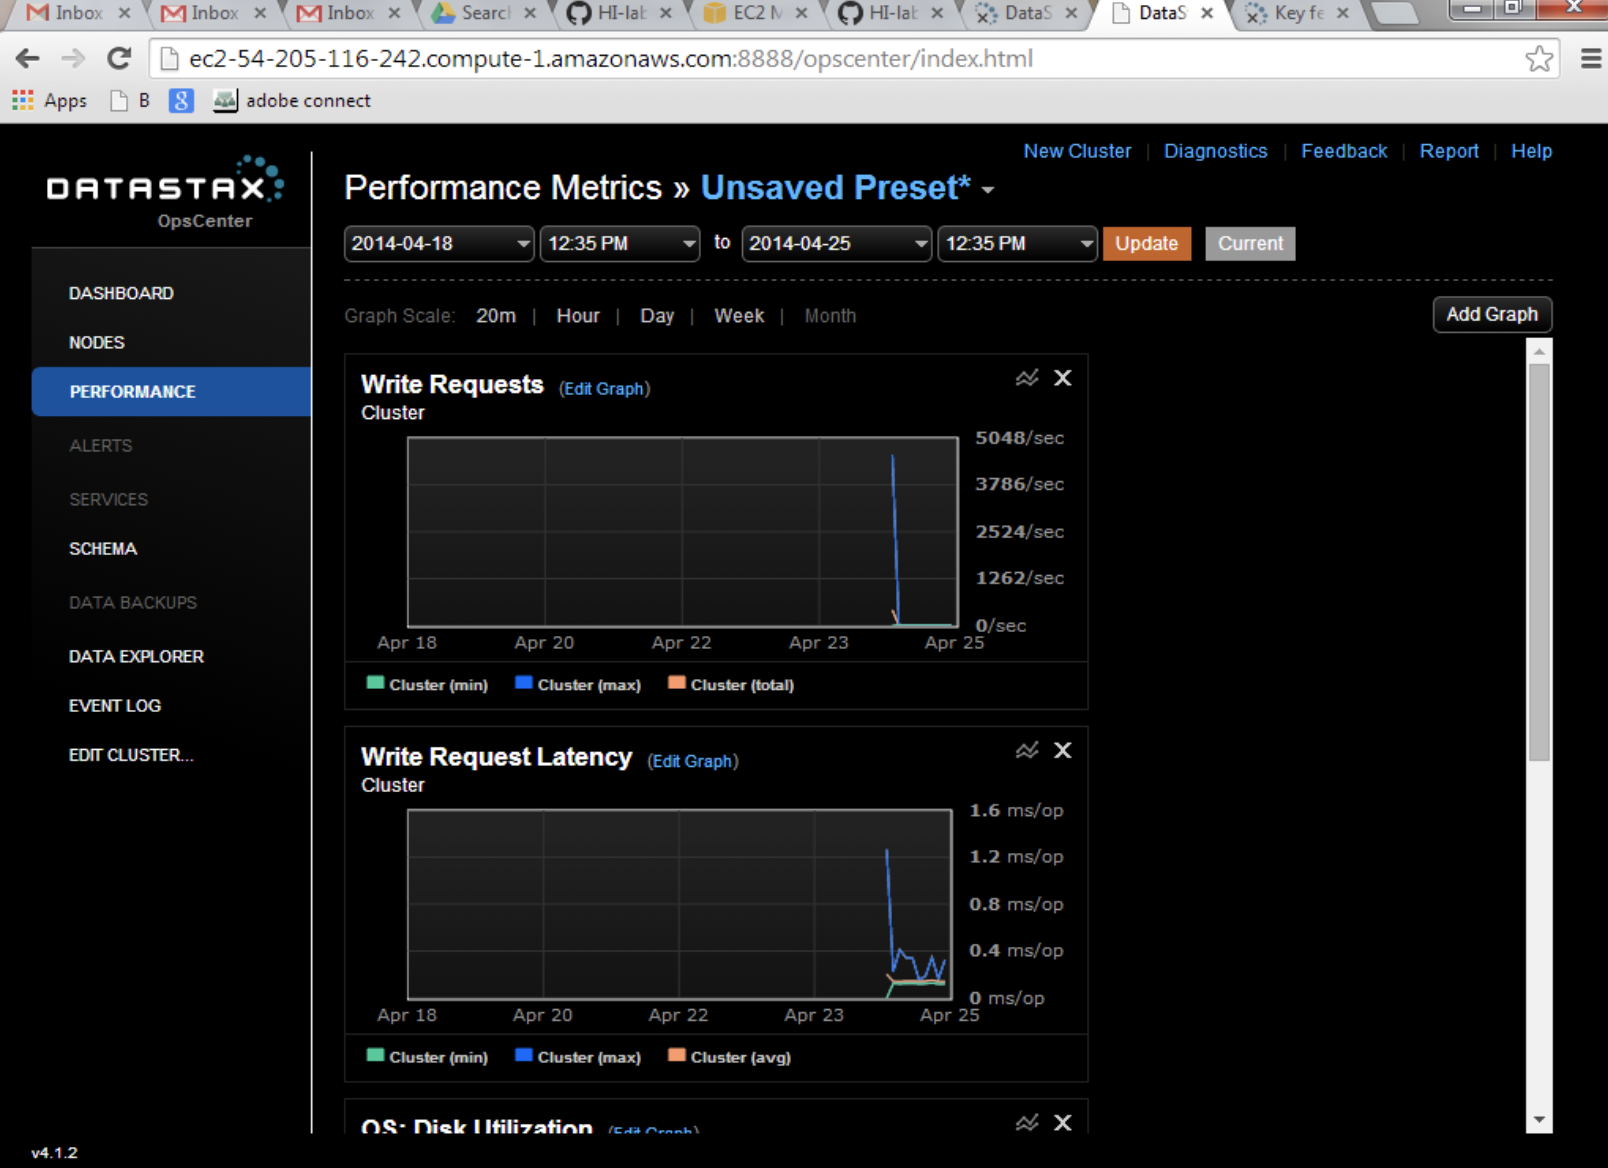 Inbox
Inbox
Inbox
Search
HI-lab
EC2 M
HI-lab
DataS
DataS
Key fe
ec2-54-205-116-242.compute-1.amazonaws.com:8888/opscenter/index.html
Apps B 8 adobe connect
New Cluster | Diagnostics | Feedback | Report | Help
DATASTAX
OpsCenter
Performance Metrics » Unsaved Preset*
2014-04-18 12:35 PM to 2014-04-25 12:35 PM Update Current
DASHBOARD
NODES
PERFORMANCE
ALERTS
SERVICES
SCHEMA
DATA BACKUPS
DATA EXPLORER
EVENT LOG
EDIT CLUSTER...
Graph Scale: 20m | Hour | Day | Week | Month
Add Graph
Write Requests (Edit Graph)
Cluster
5048/sec
3786/sec
2524/sec
1262/sec
0/sec
Apr 18 Apr 20 Apr 22 Apr 23 Apr 25
Cluster (min) Cluster (max) Cluster (total)
Write Request Latency (Edit Graph)
Cluster
1.6 ms/op
1.2 ms/op
0.8 ms/op
0.4 ms/op
0 ms/op
Apr 18 Apr 20 Apr 22 Apr 23 Apr 25
Cluster (min) Cluster (max) Cluster (avg)
OS: Disk Utilization (Edit Graph)
v4.1.2